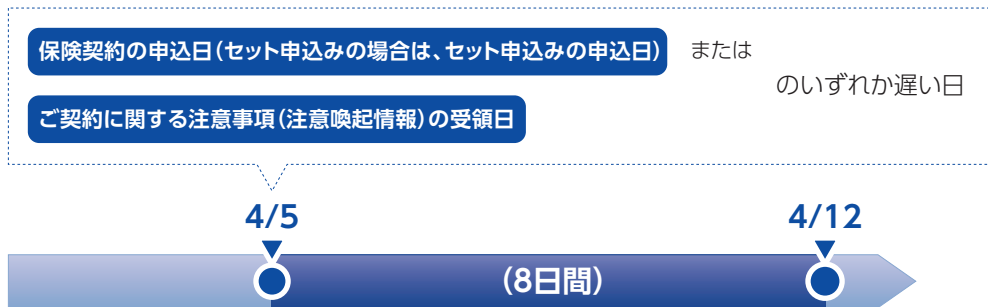 保険契約の申込日（セット申込みの場合は、セット申込みの申込日） または
のいずれか遅い日
ご契約に関する注意事項（注意喚起情報）の受領日
4/5 4/12
（8日間）